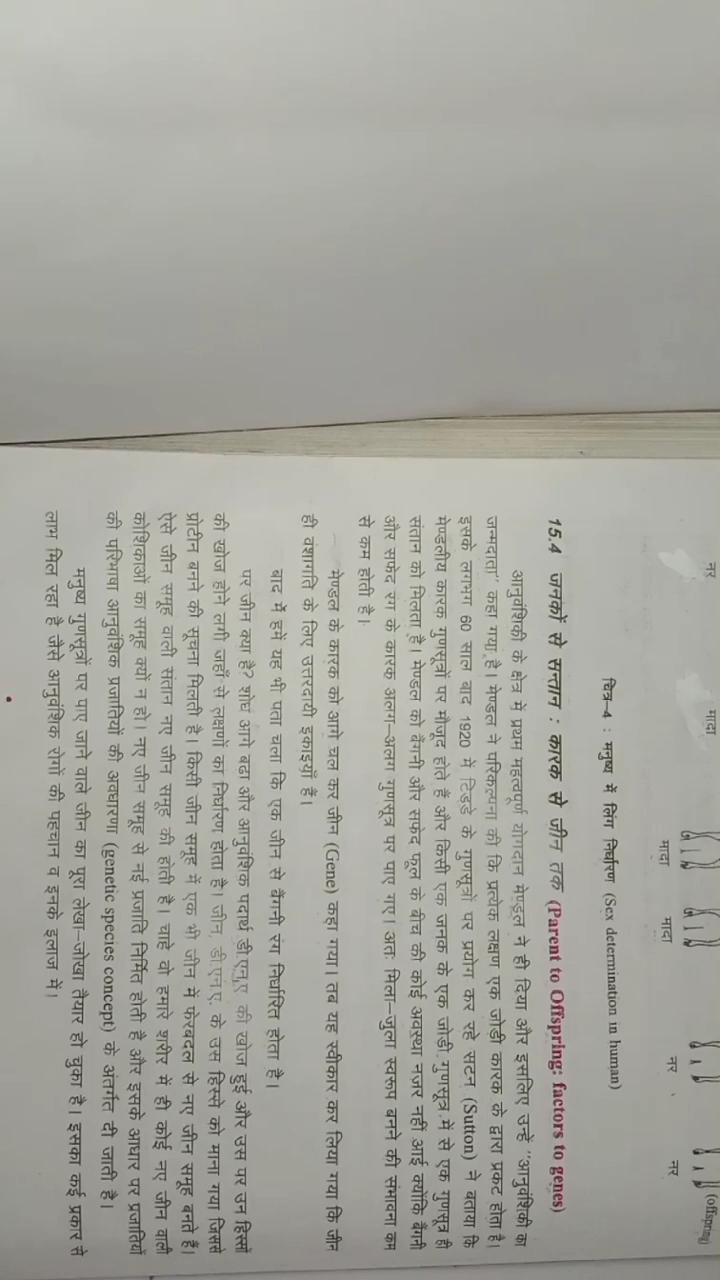 (offspring)
नर
मादा
मादा
मादा
नर
नर
चित्र–4 : मनुष्य में लिंग निर्धारण (Sex determination in human)
15.4 जनकों से सन्तान : कारक से जीन तक (Parent to Offspring: factors to genes)
आनुवंशिकी के क्षेत्र में प्रथम महत्वपूर्ण योगदान मेण्डल ने ही दिया और इसलिए उन्हें "आनुवंशिकी का
जन्मदाता" कहा गया है। मेण्डल ने परिकल्पना की कि प्रत्येक लक्षण एक जोड़ी कारक के द्वारा प्रकट होता है।
इसके लगभग 60 साल बाद 1920 में टिड्डे के गुणसूत्रों पर प्रयोग कर रहे सटन (Sutton) ने बताया कि
मेण्डलीय कारक गुणसूत्रों पर मौजूद होते हैं और किसी एक जनक के एक जोड़ी गुणसूत्र में से एक गुणसूत्र ही
संतान को मिलता है। मेण्डल को बैंगनी और सफेद फूल के बीच की कोई अवस्था नज़र नहीं आई क्योंकि बैंगनी
और सफेद रंग के कारक अलग–अलग गुणसूत्र पर पाए गए। अतः मिला–जुला स्वरूप बनने की संभावना कम
से कम होती है।
मेण्डल के कारक को आगे चल कर जीन (Gene) कहा गया। तब यह स्वीकार कर लिया गया कि जीन
ही वंशागति के लिए उत्तरदायी इकाइयाँ हैं।
बाद में हमें यह भी पता चला कि एक जीन से बैंगनी रंग निर्धारित होता है।
पर जीन क्या है? शोध आगे बढ़ा और आनुवंशिक पदार्थ डी.एन.ए. की खोज हुई और उस पर उन हिस्सों
की खोज होने लगी जहाँ से लक्षणों का निर्धारण होता है। जीन, डी.एन.ए. के उस हिस्से को माना गया जिससे
प्रोटीन बनने की सूचना मिलती है। किसी जीन समूह में एक भी जीन में फेरबदल से नए जीन समूह बनते हैं।
ऐसे जीन समूह वाली संतान नए जीन समूह की होती है। चाहे वो हमारे शरीर में ही कोई नए जीन वाली
कोशिकाओं का समूह क्यों न हो। नए जीन समूह से नई प्रजाति निर्मित होती है और इसके आधार पर प्रजातियों
की परिभाषा आनुवंशिक प्रजातियों की अवधारणा (genetic species concept) के अंतर्गत दी जाती है।
मनुष्य गुणसूत्रों पर पाए जाने वाले जीन का पूरा लेखा–जोखा तैयार हो चुका है। इसका कई प्रकार से
लाभ मिल रहा है जैसे आनुवंशिक रोगों की पहचान व इनके इलाज में।